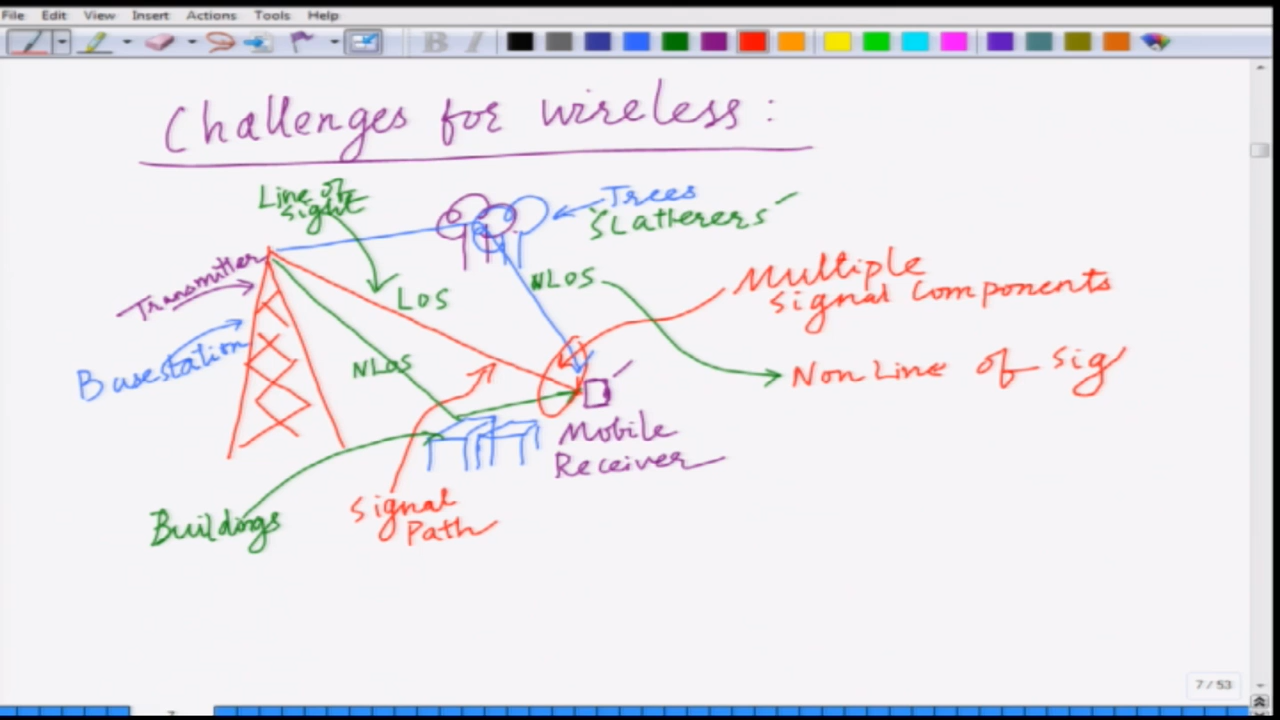 File Edit View Insert Actions Tools Help
B I
Challenges for wireless :
Line of
sight
Trees
'Scatterers'
Transmitter
LOS
NLOS
Multiple
signal components
Basestation
NLOS
Non Line of Sig
Mobile
Receiver
Buildings
Signal
Path
7 / 53